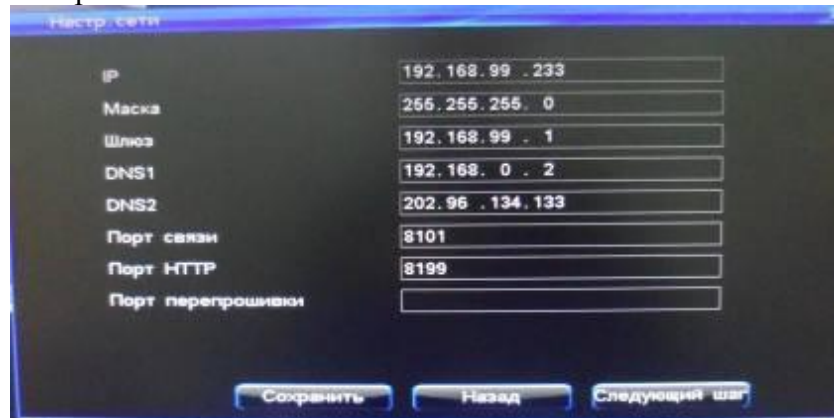 Настр.сети
IP 192.168.99 .233
Маска 255.255.255. 0
Шлюз 192.168.99 . 1
DNS1 192.168. 0 . 2
DNS2 202.96 .134.133
Порт связи 8101
Порт HTTP 8199
Порт перепрошивки
Сохранить Назад Следующий шаг